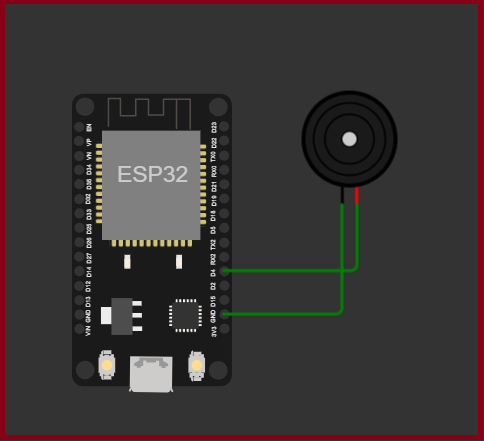 EN
VP
VN
D34
D35
D32
D33
D25
D26
D27
D14
D12
D13
GND
VIN
ESP32
D23
D22
TX0
RX0
D21
D19
D18
D5
TX2
RX2
D4
D2
D15
GND
3V3